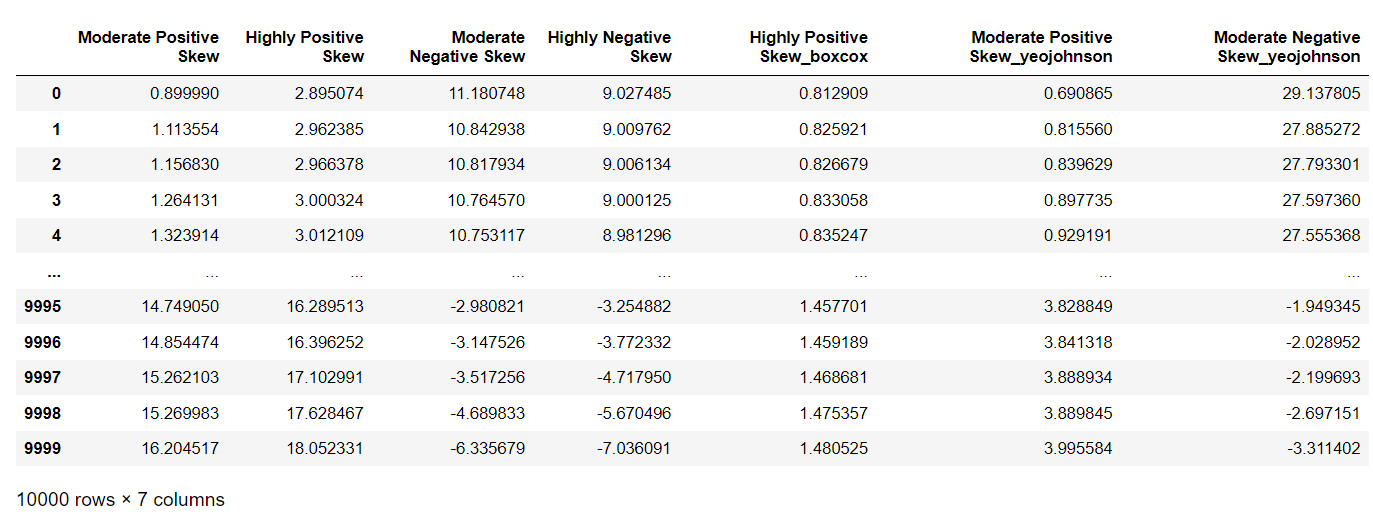 Moderate Positive Skew Highly Positive Skew Moderate Negative Skew Highly Negative Skew Highly Positive Skew_boxcox Moderate Positive Skew_yeojohnson Moderate Negative Skew_yeojohnson
0 0.899990 2.895074 11.180748 9.027485 0.812909 0.690865 29.137805
1 1.113554 2.962385 10.842938 9.009762 0.825921 0.815560 27.885272
2 1.156830 2.966378 10.817934 9.006134 0.826679 0.839629 27.793301
3 1.264131 3.000324 10.764570 9.000125 0.833058 0.897735 27.597360
4 1.323914 3.012109 10.753117 8.981296 0.835247 0.929191 27.555368
... ... ... ... ... ... ... ...
9995 14.749050 16.289513 -2.980821 -3.254882 1.457701 3.828849 -1.949345
9996 14.854474 16.396252 -3.147526 -3.772332 1.459189 3.841318 -2.028952
9997 15.262103 17.102991 -3.517256 -4.717950 1.468681 3.888934 -2.199693
9998 15.269983 17.628467 -4.689833 -5.670496 1.475357 3.889845 -2.697151
9999 16.204517 18.052331 -6.335679 -7.036091 1.480525 3.995584 -3.311402
10000 rows × 7 columns